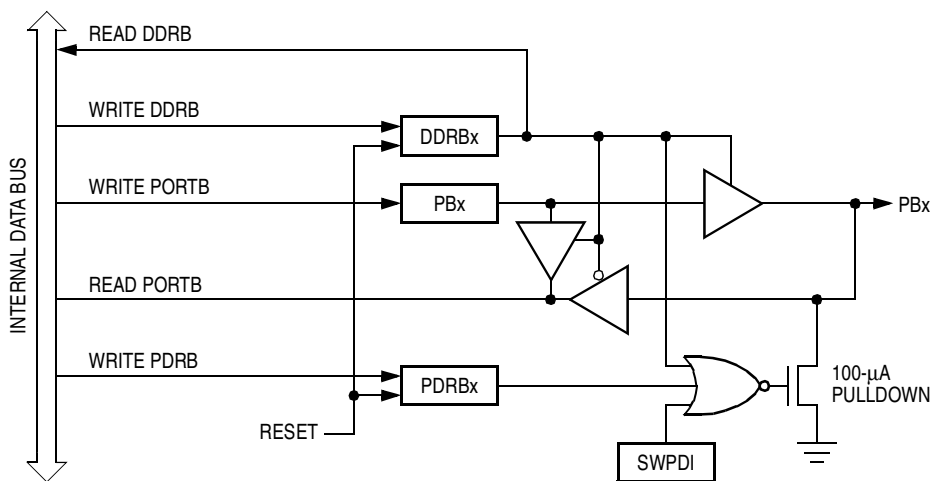 INTERNAL DATA BUS
READ DDRB
WRITE DDRB
DDRBx
WRITE PORTB
PBx
PBx
READ PORTB
WRITE PDRB
PDRBx
100-μA
PULLDOWN
RESET
SWPDI